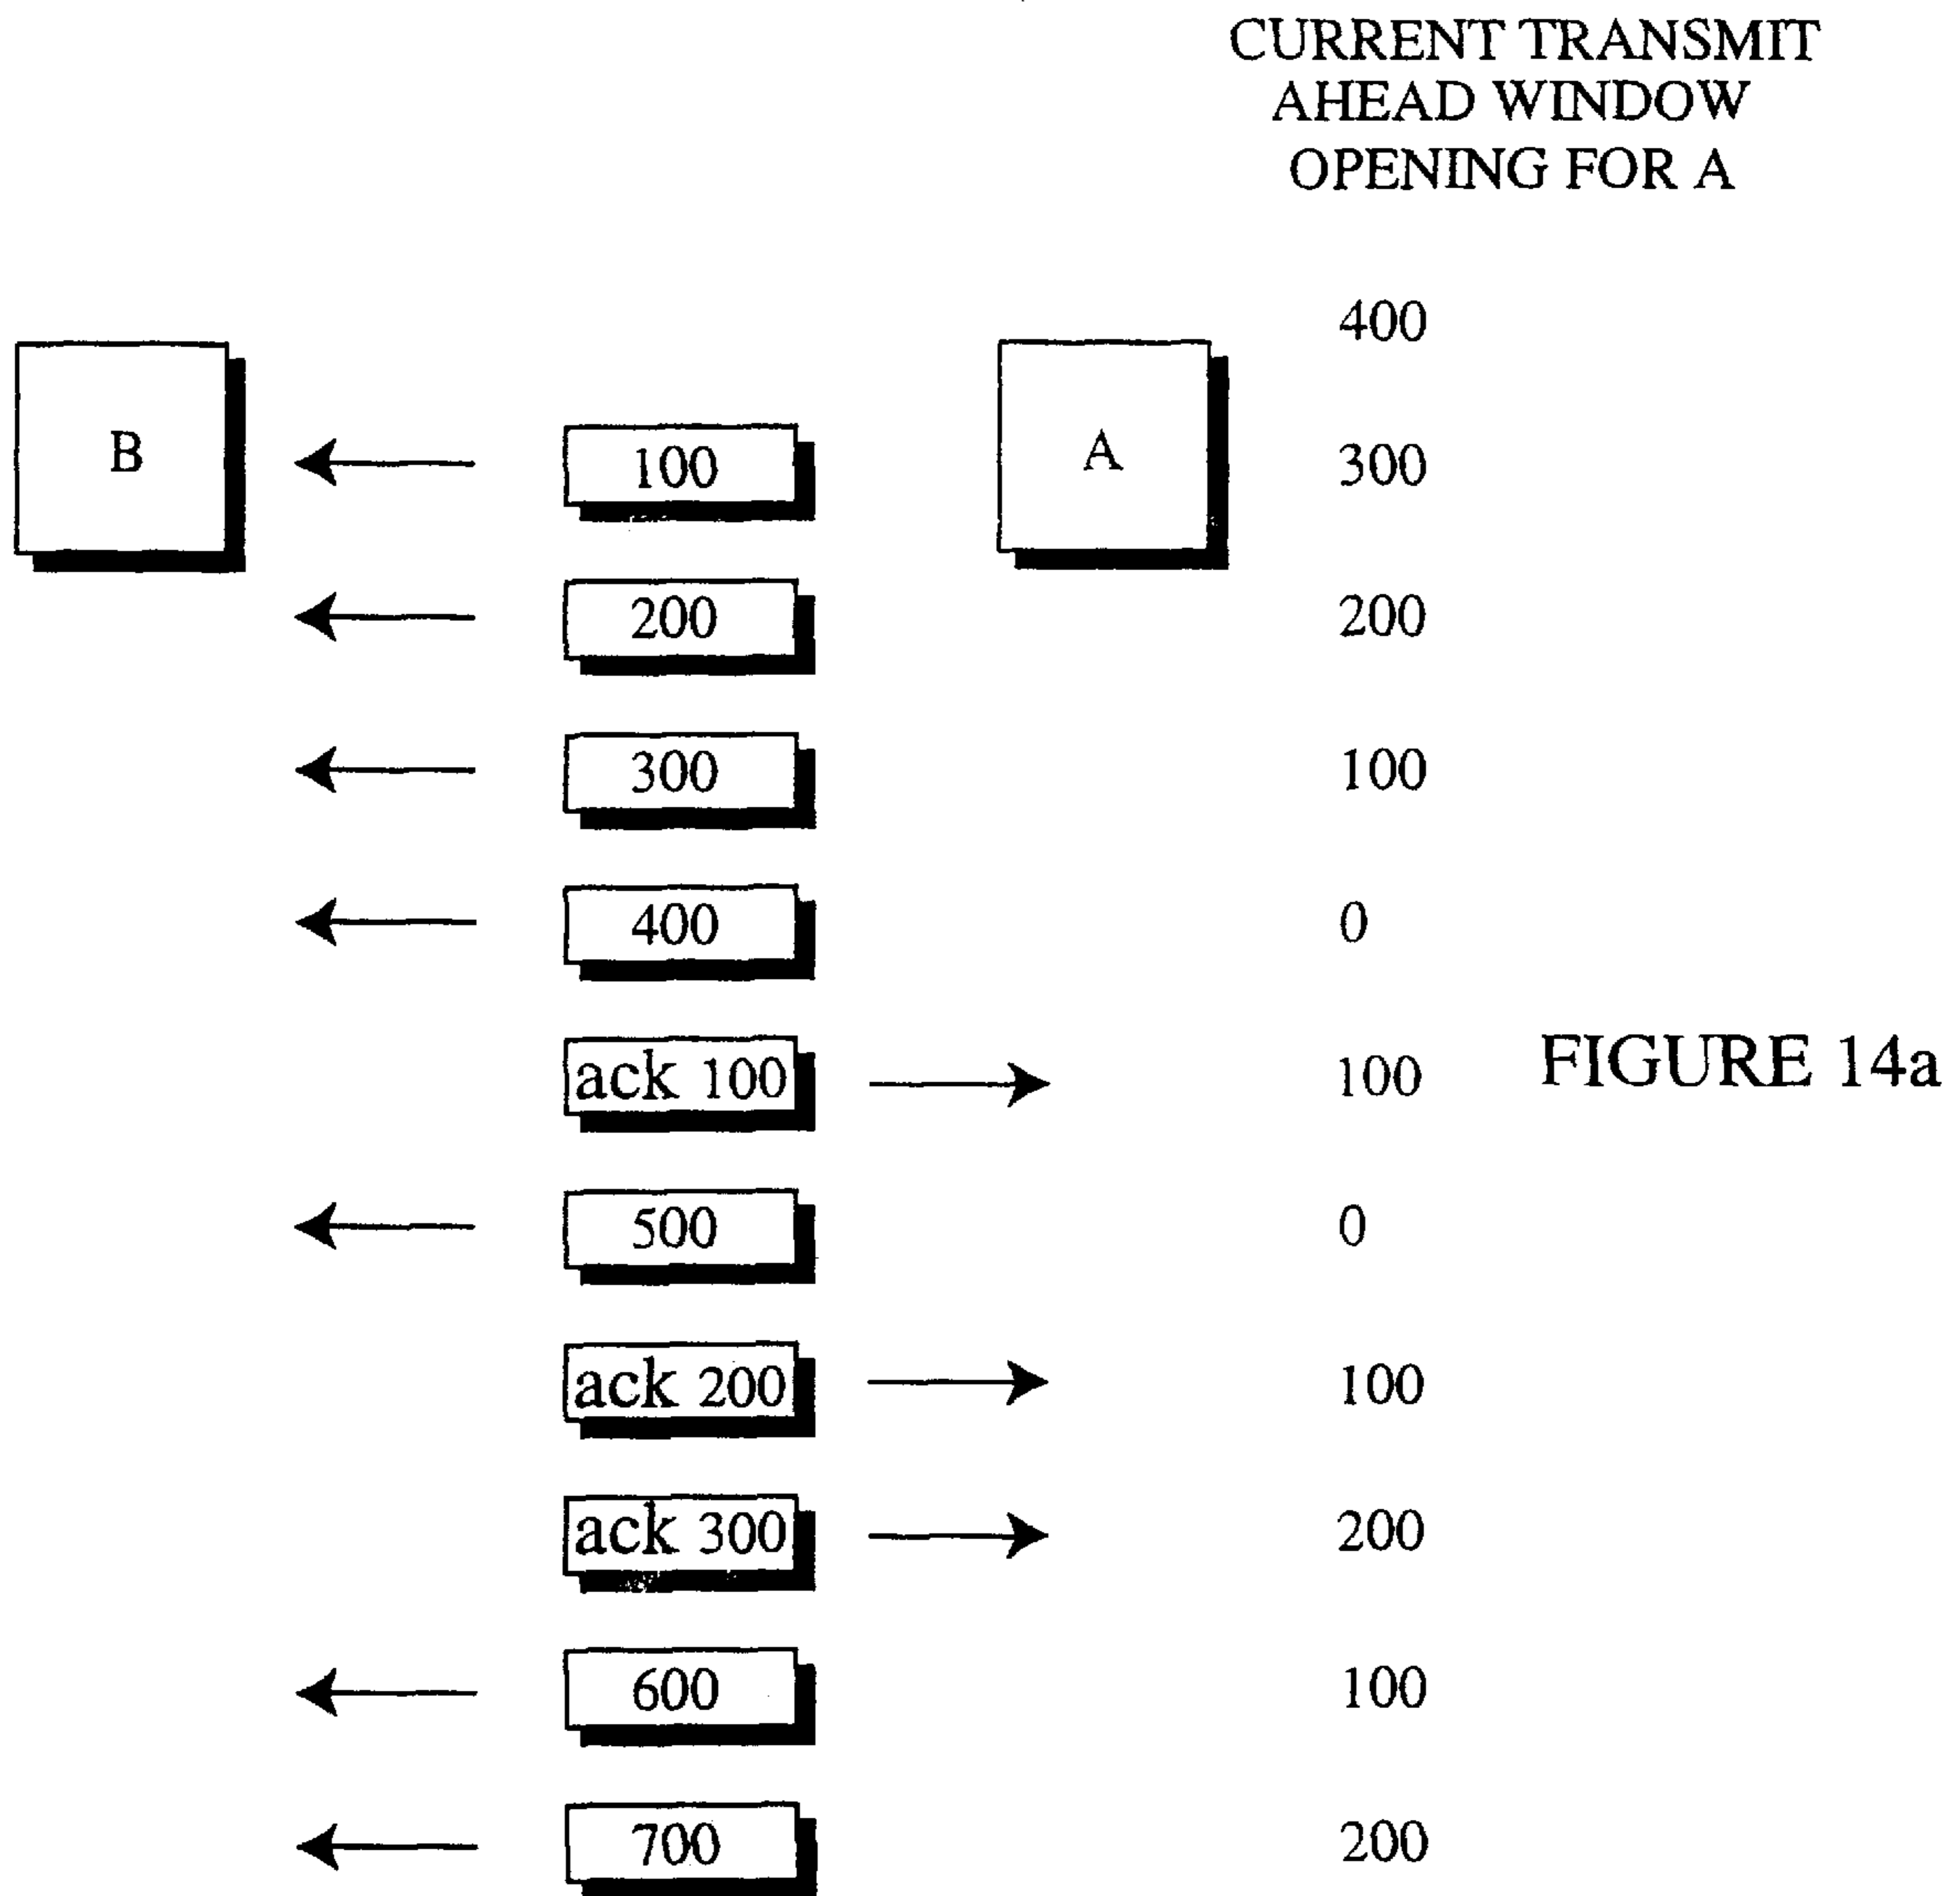 CURRENT TRANSMIT
AHEAD WINDOW
OPENING FOR A
400
B
100
A
300
200
200
300
100
400
0
ack 100
100
FIGURE 14a
500
0
ack 200
100
ack 300
200
600
100
700
200